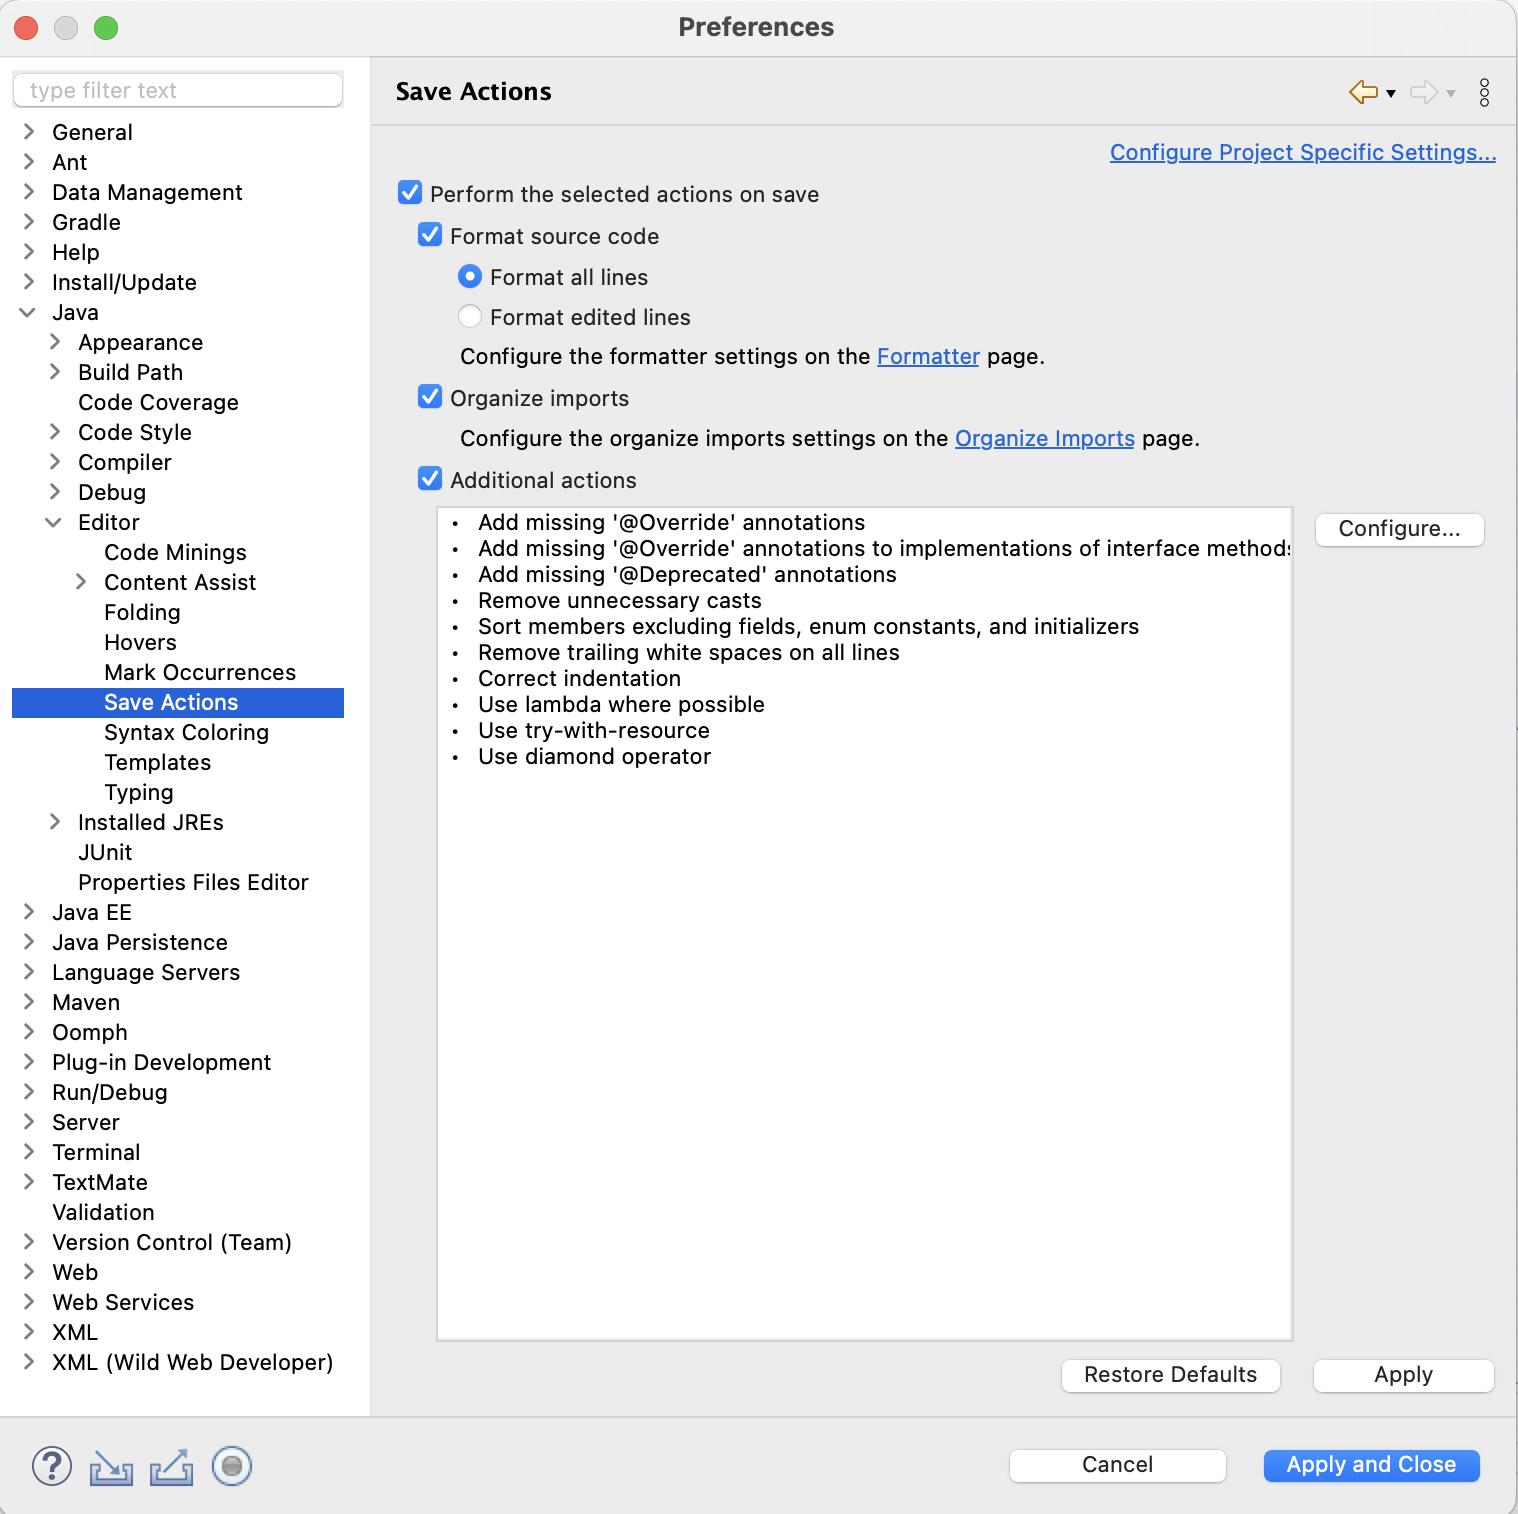 Preferences
type filter text
General
Ant
Data Management
Gradle
Help
Install/Update
Java
Appearance
Build Path
Code Coverage
Code Style
Compiler
Debug
Editor
Code Minings
Content Assist
Folding
Hovers
Mark Occurrences
Save Actions
Syntax Coloring
Templates
Typing
Installed JREs
JUnit
Properties Files Editor
Java EE
Java Persistence
Language Servers
Maven
Oomph
Plug-in Development
Run/Debug
Server
Terminal
TextMate
Validation
Version Control (Team)
Web
Web Services
XML
XML (Wild Web Developer)
Save Actions
Configure Project Specific Settings...
Perform the selected actions on save
Format source code
Format all lines
Format edited lines
Configure the formatter settings on the Formatter page.
Organize imports
Configure the organize imports settings on the Organize Imports page.
Additional actions
• Add missing '@Override' annotations
• Add missing '@Override' annotations to implementations of interface methods
• Add missing '@Deprecated' annotations
• Remove unnecessary casts
• Sort members excluding fields, enum constants, and initializers
• Remove trailing white spaces on all lines
• Correct indentation
• Use lambda where possible
• Use try-with-resource
• Use diamond operator
Configure...
Restore Defaults
Apply
?
Cancel
Apply and Close